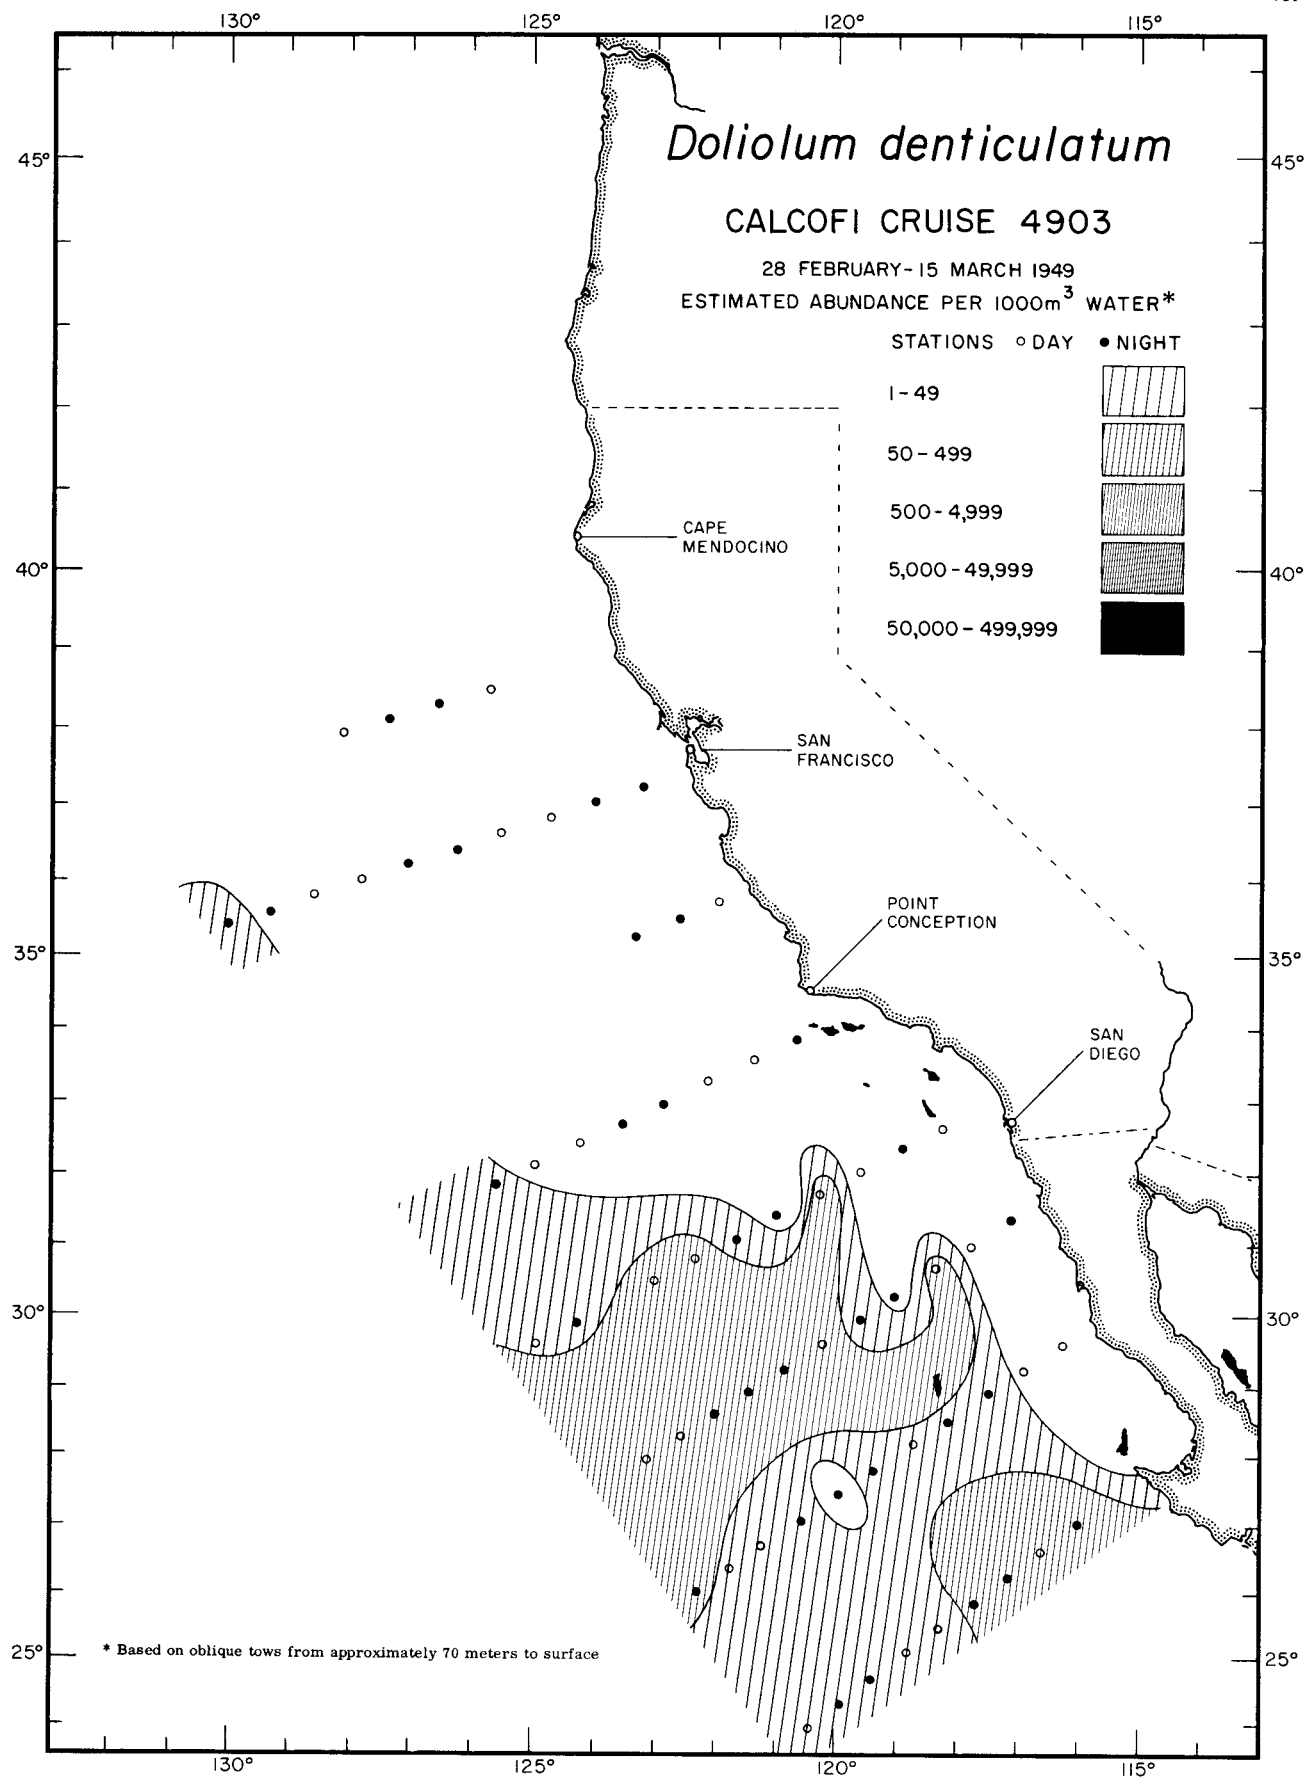 130° 125° 120° 115°
45° 45°
Doliolum denticulatum
CALCOFI CRUISE 4903
28 FEBRUARY-15 MARCH 1949
ESTIMATED ABUNDANCE PER 1000m³ WATER*
STATIONS ○ DAY ● NIGHT
1-49
50-499
500-4,999
5,000-49,999
50,000-499,999
CAPE
MENDOCINO
40° 40°
SAN
FRANCISCO
POINT
CONCEPTION
35° 35°
SAN
DIEGO
30° 30°
25° 25°
* Based on oblique tows from approximately 70 meters to surface
130° 125° 120° 115°